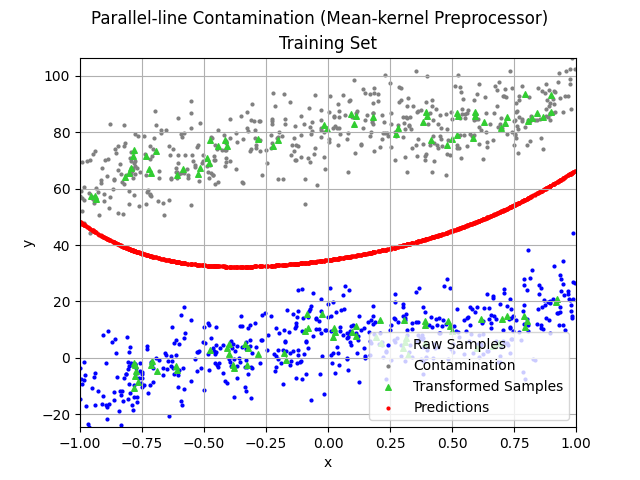 Parallel-line Contamination (Mean-kernel Preprocessor)
Training Set
100
80
60
40
20
0
−20
y
−1.00 −0.75 −0.50 −0.25 0.00 0.25 0.50 0.75 1.00
x
Raw Samples
Contamination
Transformed Samples
Predictions